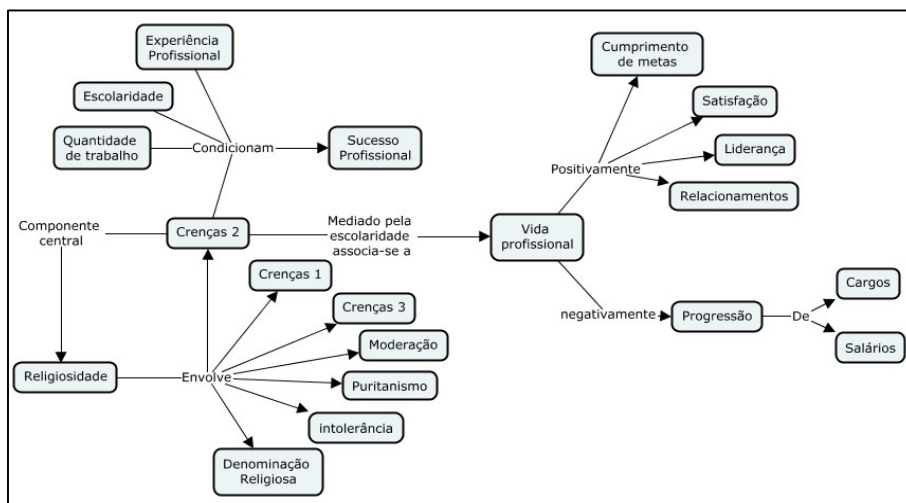 Experiência
Profissional
Escolaridade
Quantidade
de trabalho
Condicionam
Sucesso
Profissional
Componente
central
Crenças 2
Mediado pela
escolaridade
associa-se a
Vida
profissional
Positivamente
Cumprimento
de metas
Satisfação
Liderança
Relacionamentos
negativamente
Progressão
De
Cargos
Salários
Religiosidade
Envolve
Crenças 1
Crenças 3
Moderação
Puritanismo
intolerância
Denominação
Religiosa